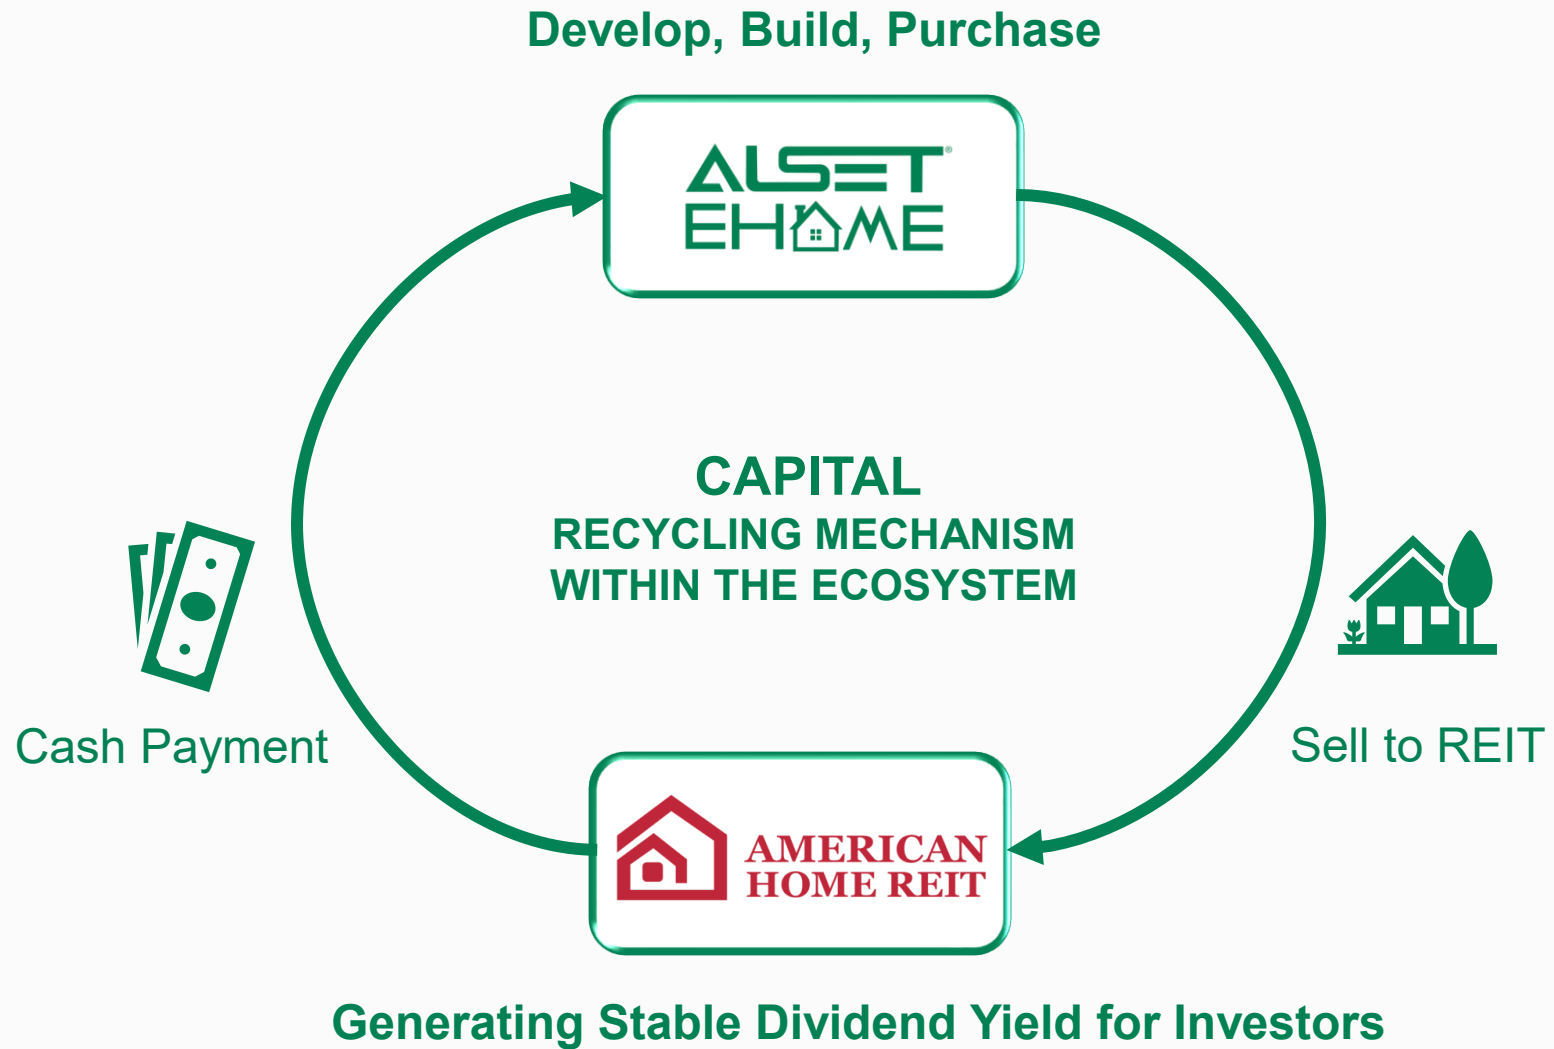 Develop, Build, Purchase
ALSET®
EHOME
CAPITAL
RECYCLING MECHANISM
WITHIN THE ECOSYSTEM
Cash Payment
Sell to REIT
AMERICAN
HOME REIT
Generating Stable Dividend Yield for Investors